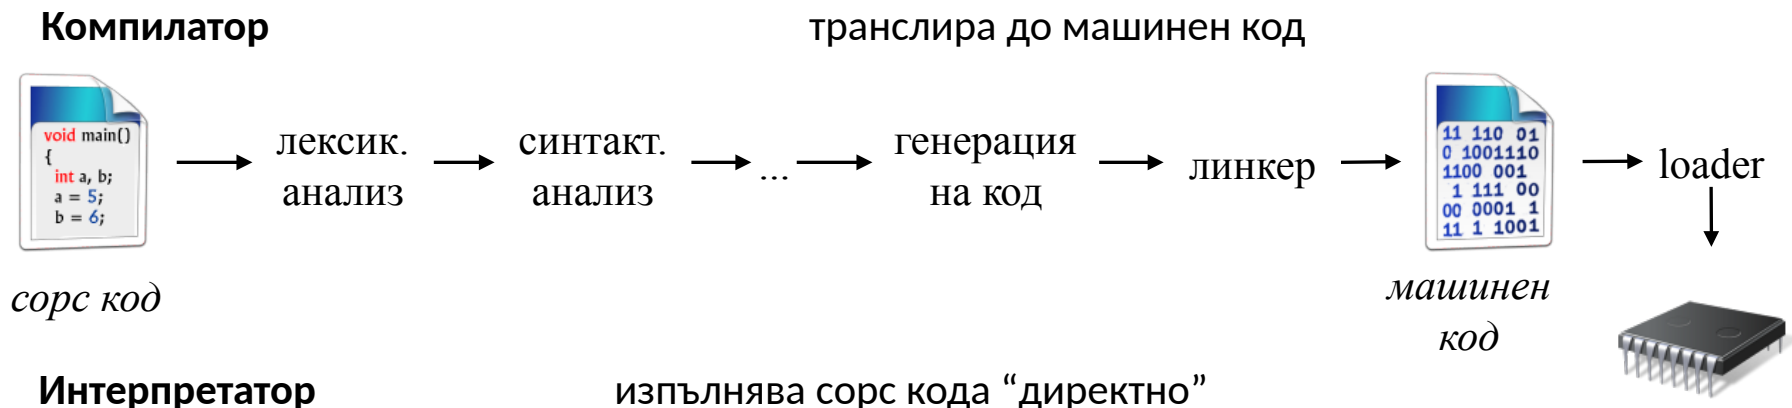 Компилатор
транслира до машинен код
void main()
{
int a, b;
a = 5;
b = 6;
лексик.
анализ
синтакт.
анализ
...
генерация
на код
линкер
11 110 01
0 1001110
1100 001
1 111 00
00 0001 1
11 1 1001
loader
сорс код
машинен
код
Интерпретатор
изпълнява сорс кода “директно”